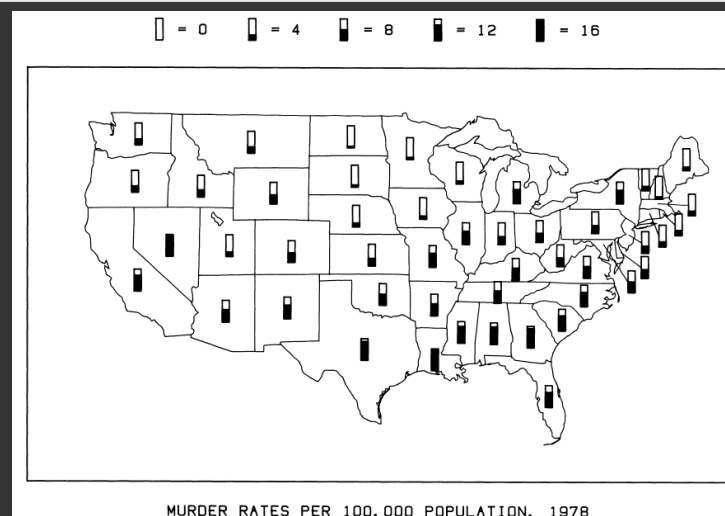 = 0 = 4 = 8 = 12 = 16
MURDER RATES PER 100,000 POPULATION, 1978